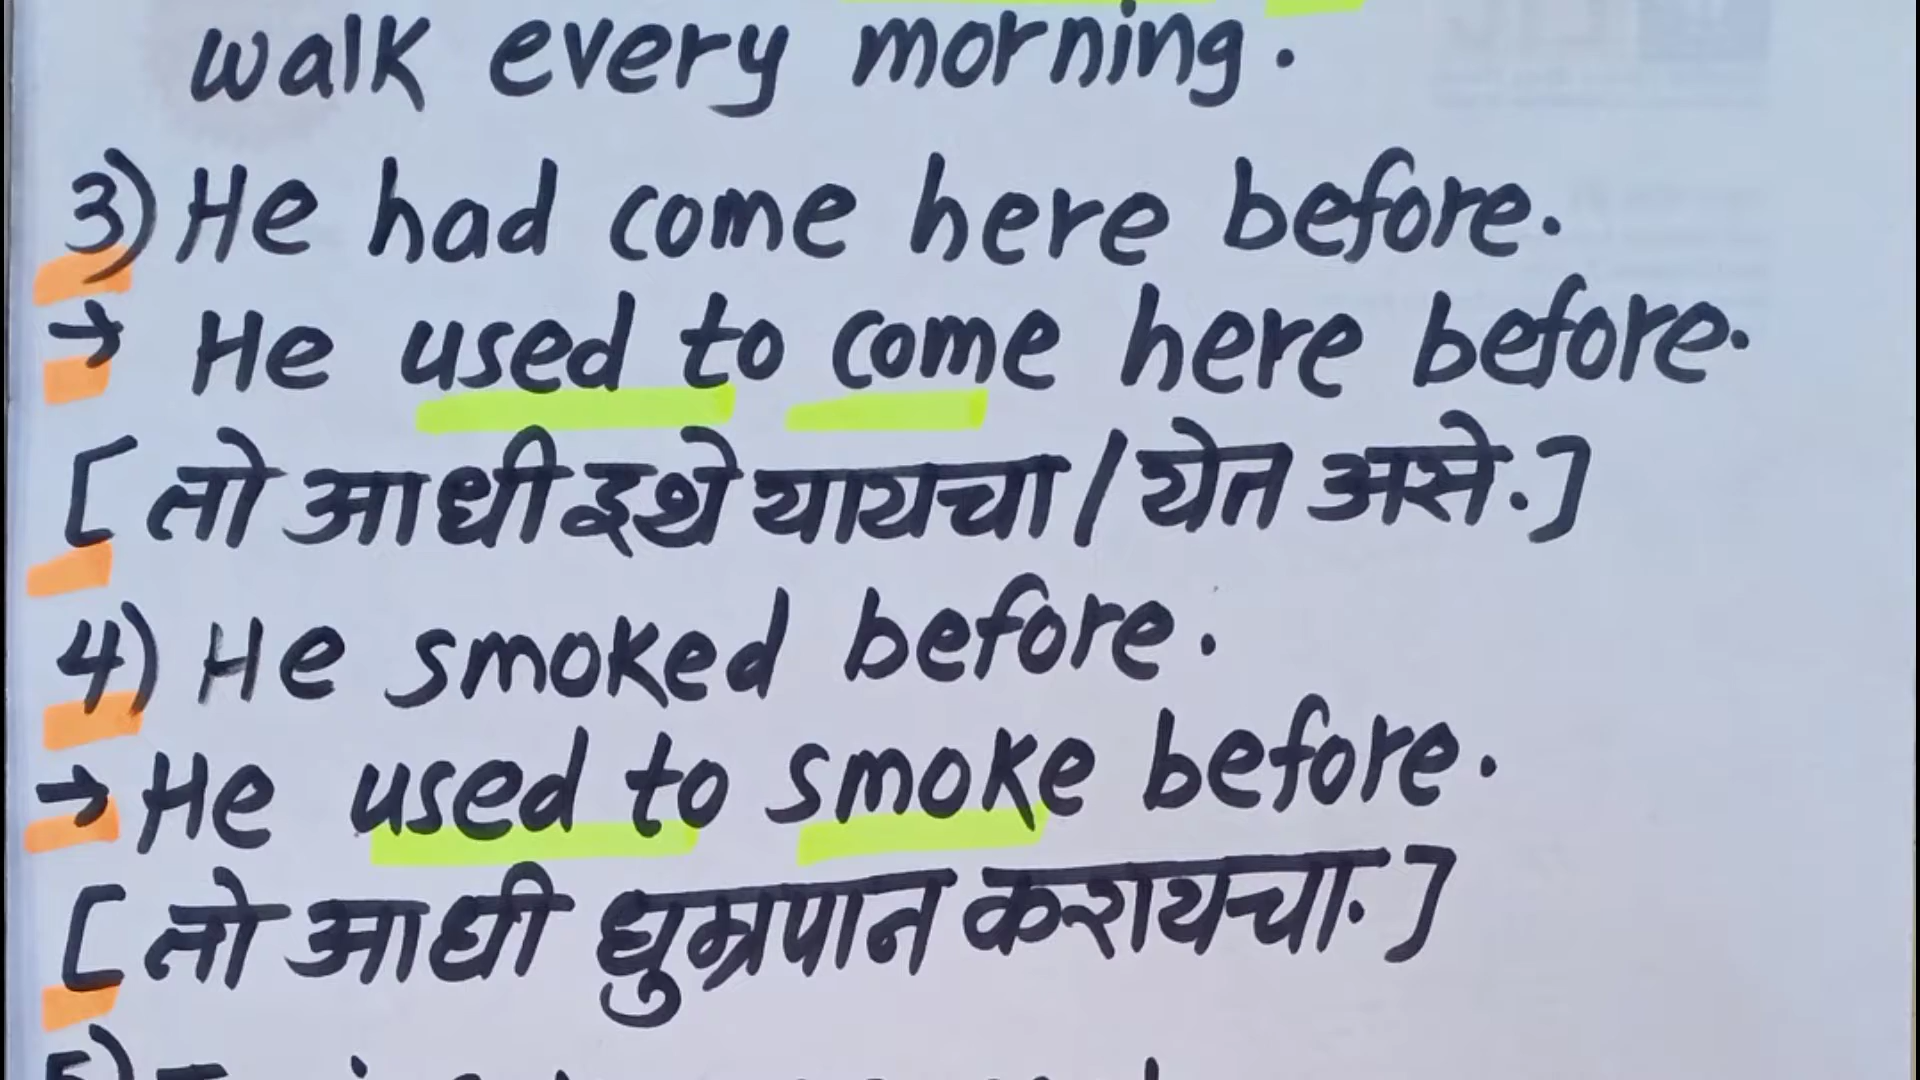 walk every morning.
3) He had come here before.
→ He used to come here before.
[तो आधी इथे यायचा / येत असे.]
4) He smoked before.
→ He used to smoke before.
[तो आधी धुम्रपान करायचा.]
5)